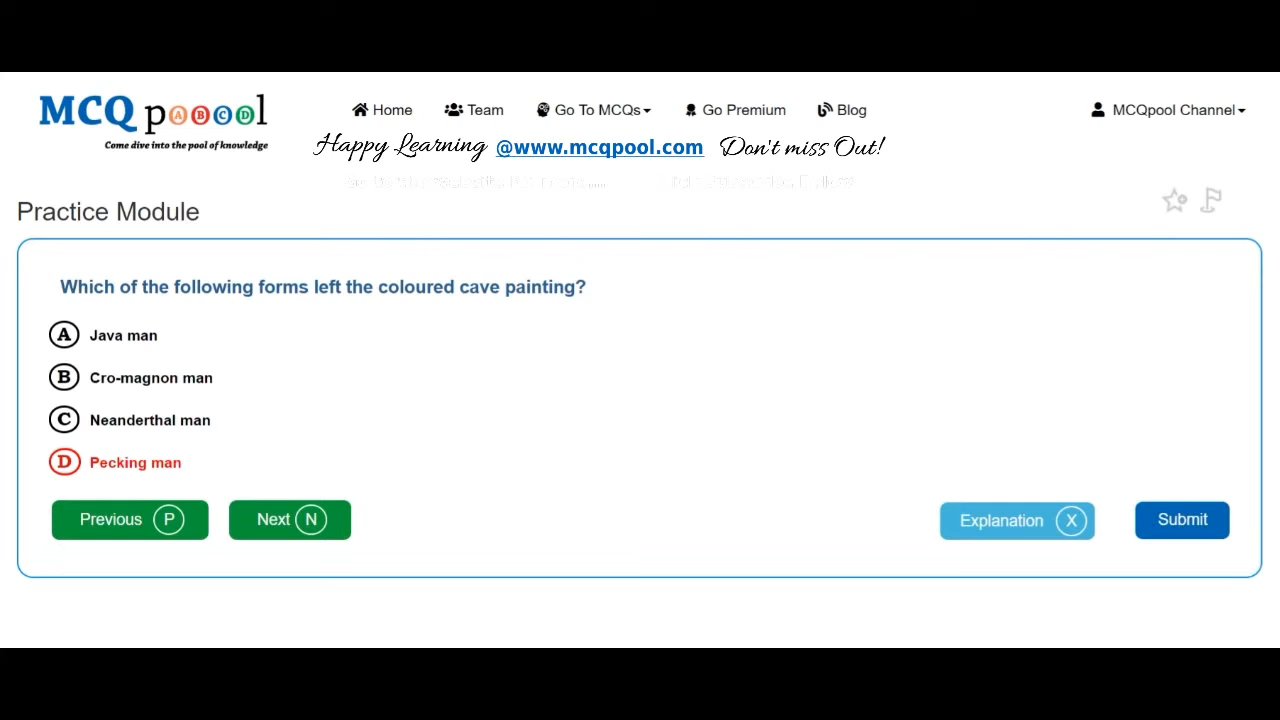 MCQ pooool
Come dive into the pool of knowledge
Home Team Go To MCQs Go Premium Blog MCQpool Channel
Happy Learning @www.mcqpool.com Don't miss Out!
Practice Module
Which of the following forms left the coloured cave painting?
A Java man
B Cro-magnon man
C Neanderthal man
D Pecking man
Previous P Next N Explanation X Submit